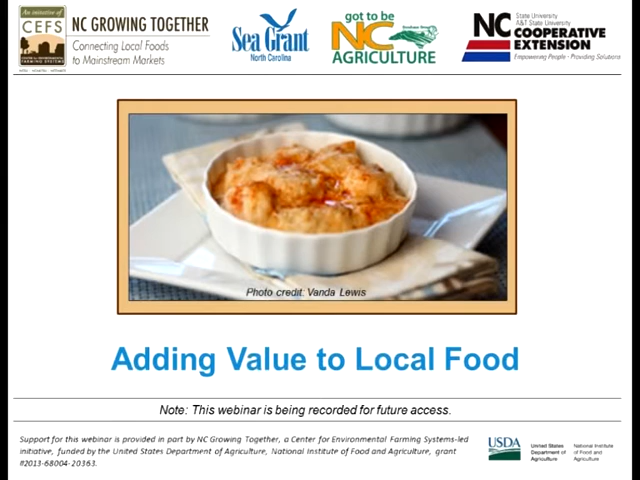 An initiative of
CEFS
NC GROWING TOGETHER
Connecting Local Foods
to Mainstream Markets
Sea Grant
North Carolina
got to be
NC
AGRICULTURE
NC
State University
A&T State University
COOPERATIVE
EXTENSION
Empowering People · Providing Solutions
Photo credit: Vanda Lewis
Adding Value to Local Food
Note: This webinar is being recorded for future access.
Support for this webinar is provided in part by NC Growing Together, a Center for Environmental Farming Systems-led
initiative, funded by the United States Department of Agriculture, National Institute of Food and Agriculture, grant
#2013-68004-20363.
USDA
United States
Department of
Agriculture
National Institute
of Food and
Agriculture